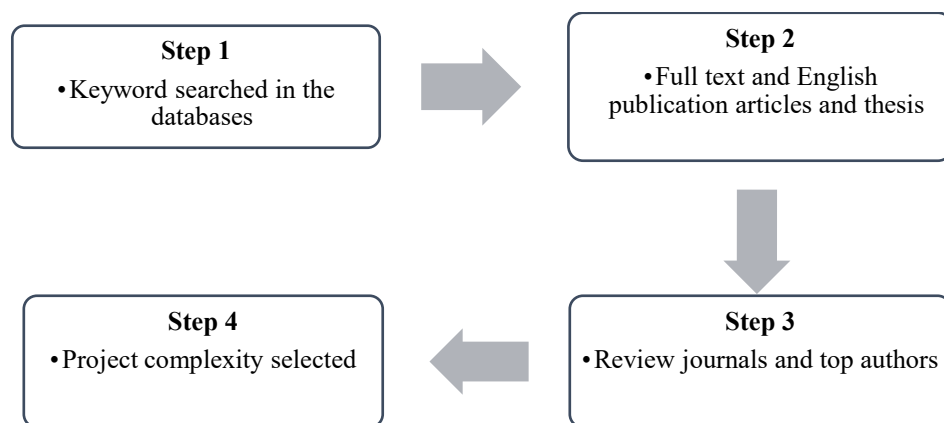 Step 1
•Keyword searched in the
databases
Step 2
•Full text and English
publication articles and thesis
Step 3
•Review journals and top authors
Step 4
•Project complexity selected